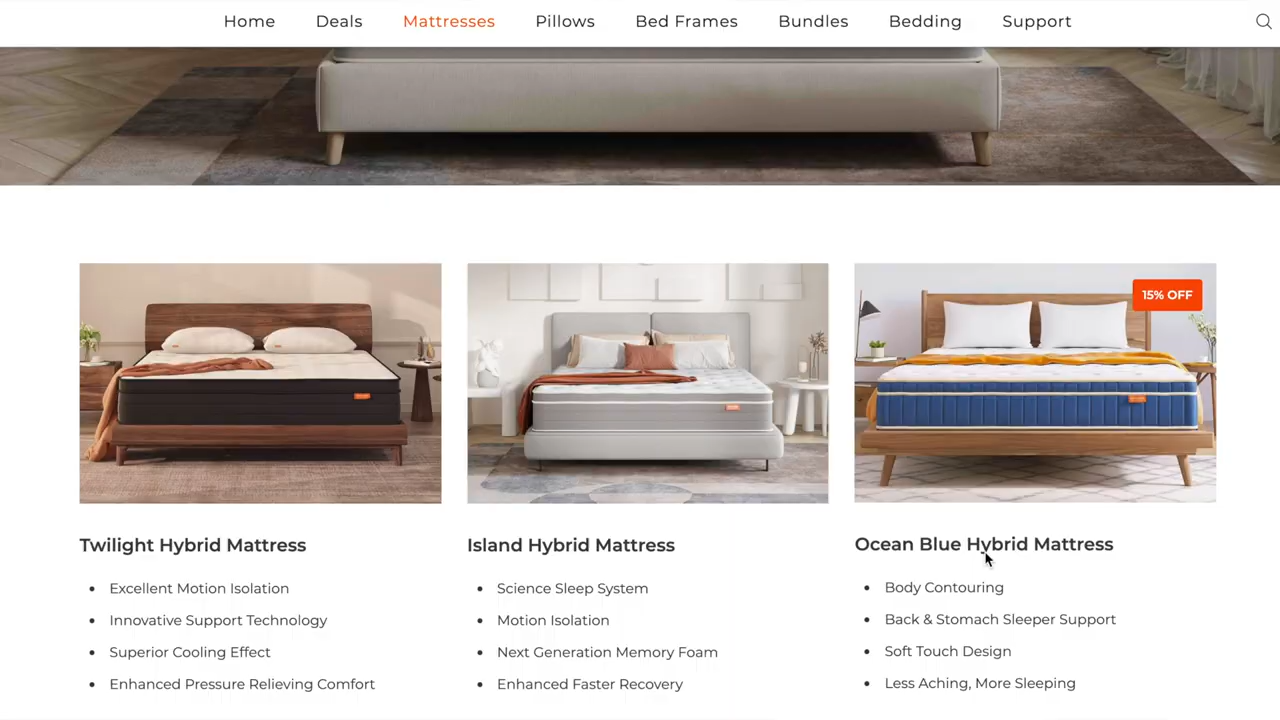 Home Deals Mattresses Pillows Bed Frames Bundles Bedding Support
15% OFF
Twilight Hybrid Mattress
Excellent Motion Isolation
Innovative Support Technology
Superior Cooling Effect
Enhanced Pressure Relieving Comfort
Island Hybrid Mattress
Science Sleep System
Motion Isolation
Next Generation Memory Foam
Enhanced Faster Recovery
Ocean Blue Hybrid Mattress
Body Contouring
Back & Stomach Sleeper Support
Soft Touch Design
Less Aching, More Sleeping